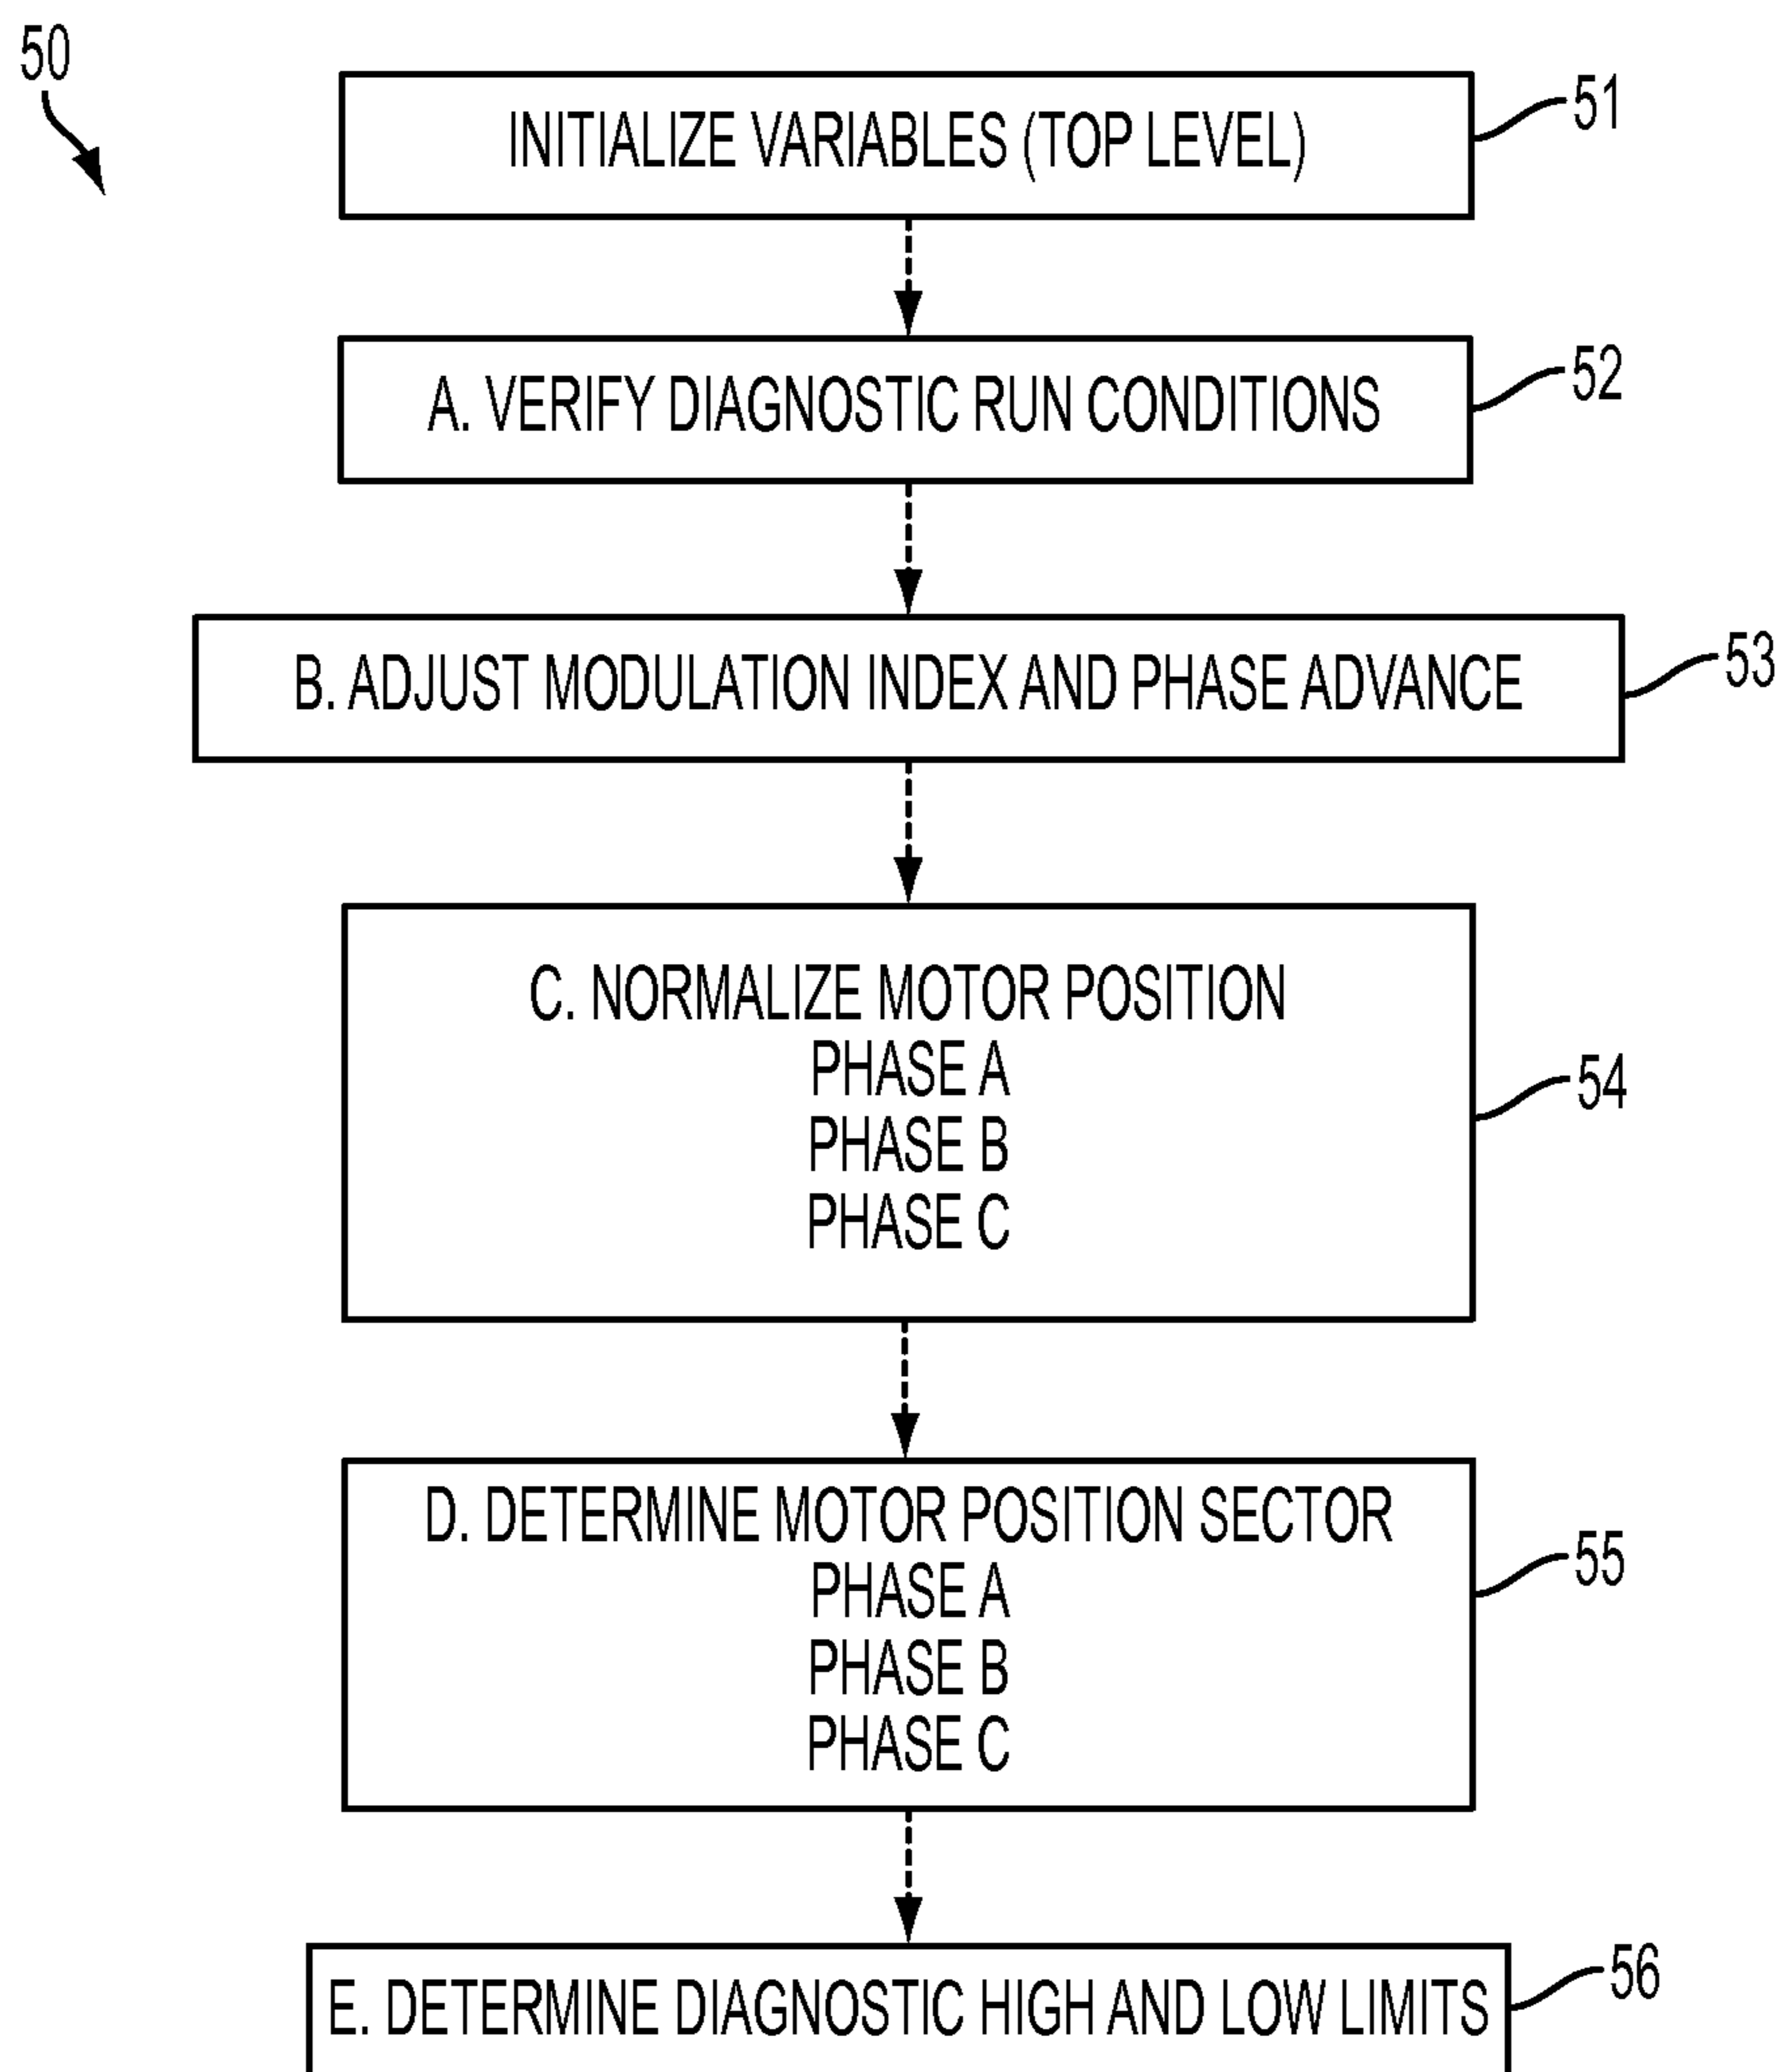 50
INITIALIZE VARIABLES (TOP LEVEL)
51
A. VERIFY DIAGNOSTIC RUN CONDITIONS
52
B. ADJUST MODULATION INDEX AND PHASE ADVANCE
53
C. NORMALIZE MOTOR POSITION
PHASE A
PHASE B
PHASE C
54
D. DETERMINE MOTOR POSITION SECTOR
PHASE A
PHASE B
PHASE C
55
E. DETERMINE DIAGNOSTIC HIGH AND LOW LIMITS
56